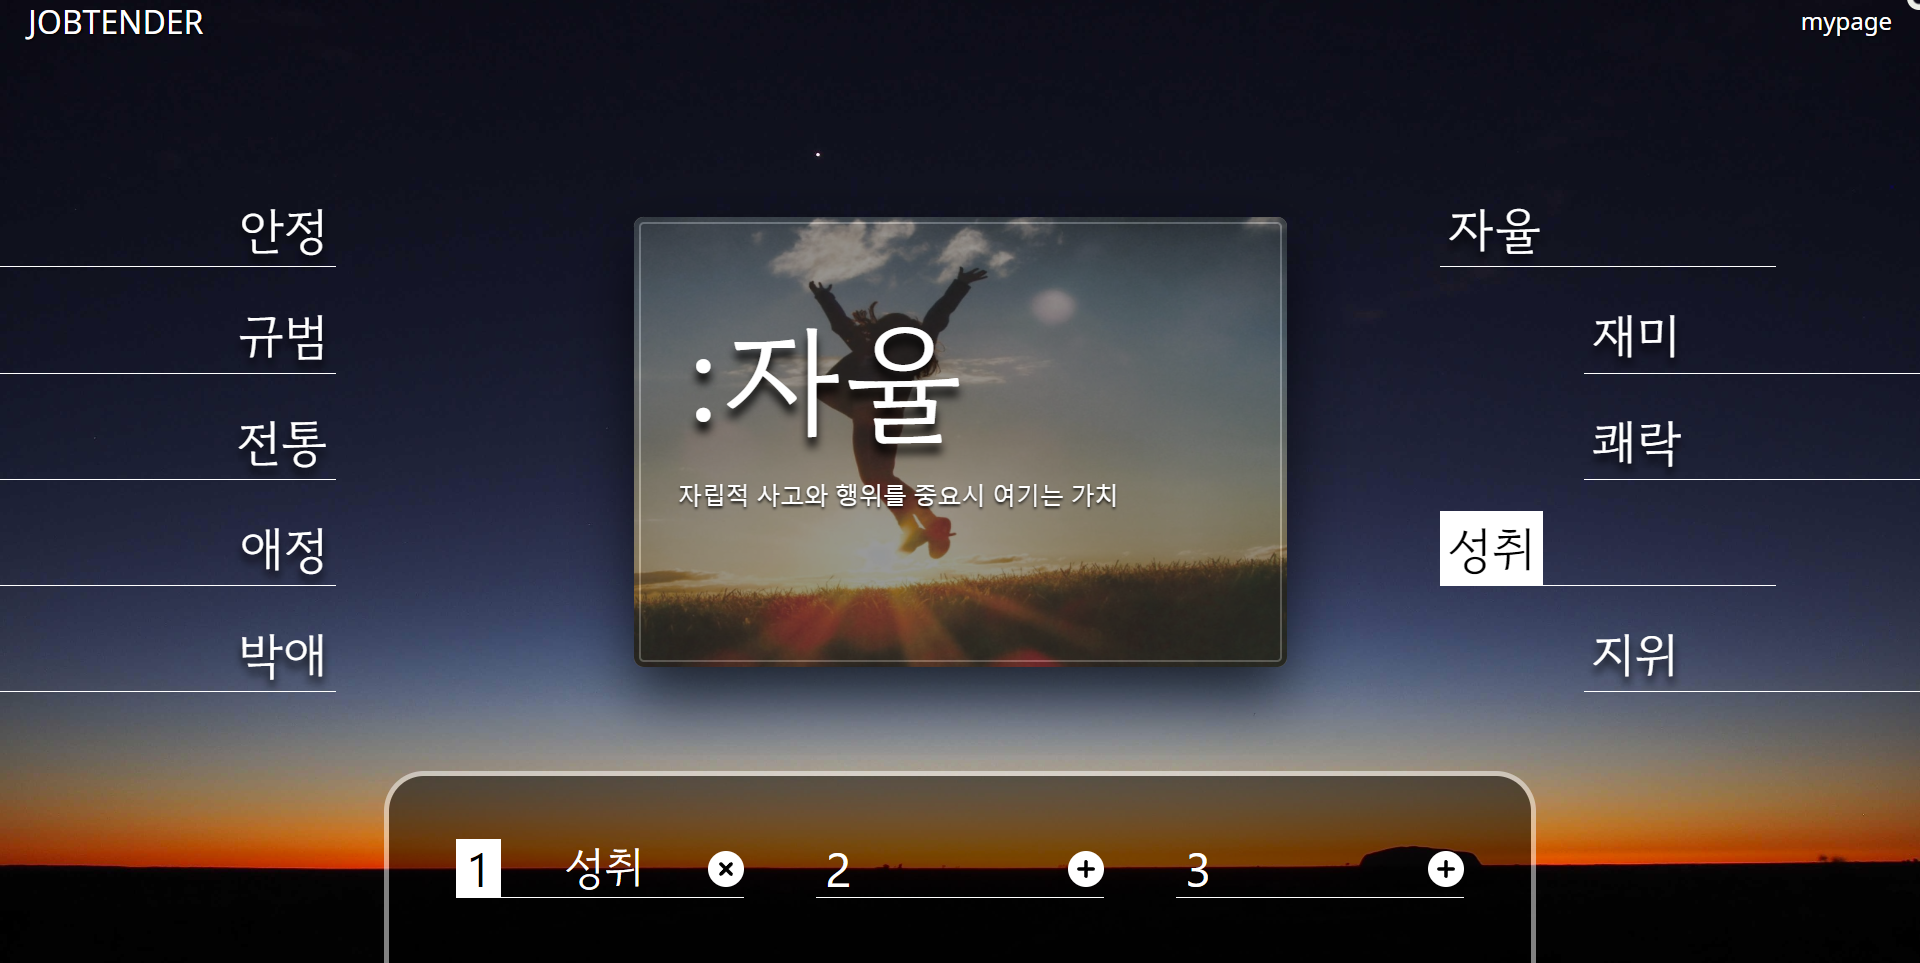 JOBTENDER
mypage
안정
규범
전통
애정
박애
:자율
자립적 사고와 행위를 중요시 여기는 가치
자율
재미
쾌락
성취
지위
1 성취
2
3